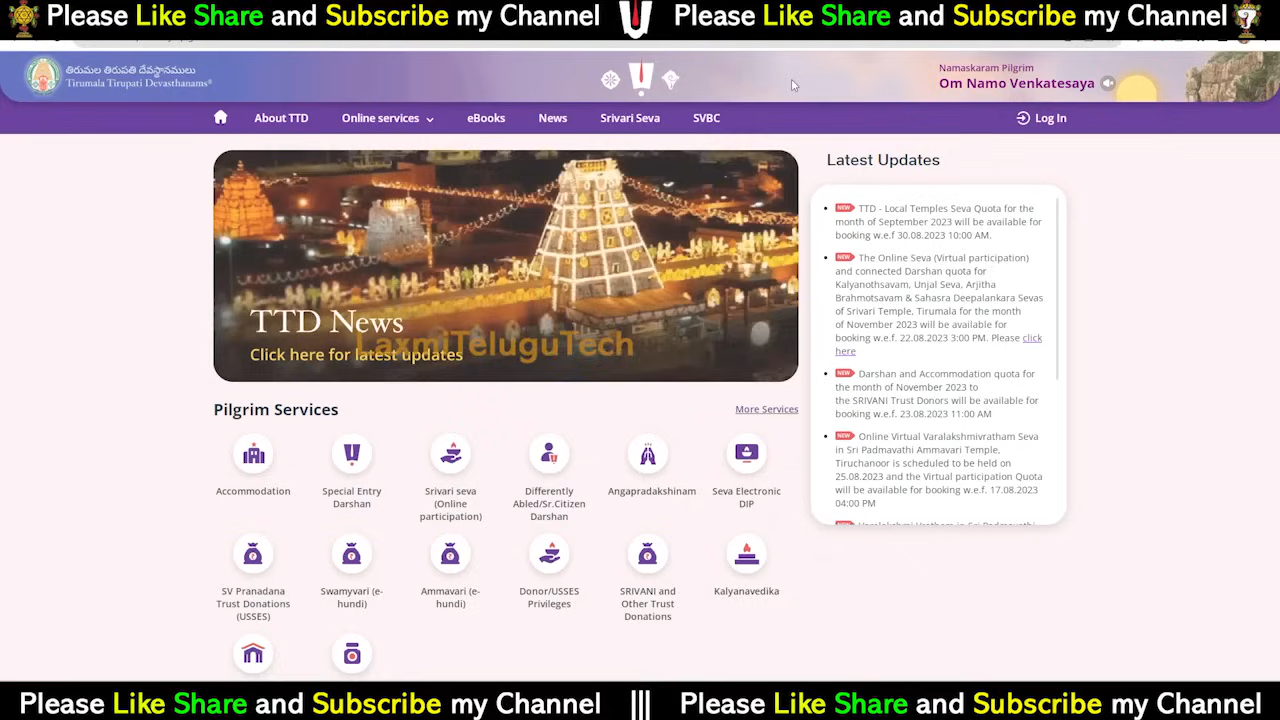 Please Like Share and Subscribe my Channel
Please Like Share and Subscribe my Channel
తిరుమల తిరుపతి దేవస్థానములు
Tirumala Tirupati Devasthanams®
Namaskaram Pilgrim
Om Namo Venkatesaya
About TTD
Online services
eBooks
News
Srivari Seva
SVBC
Log In
TTD News
Click here for latest updates
LaxmiTeluguTech
Latest Updates
NEW TTD - Local Temples Seva Quota for the
month of September 2023 will be available for
booking w.e.f 30.08.2023 10:00 AM.
NEW The Online Seva (Virtual participation)
and connected Darshan quota for
Kalyanothsavam, Unjal Seva, Arjitha
Brahmotsavam & Sahasra Deepalankara Sevas
of Srivari Temple, Tirumala for the month
of November 2023 will be available for
booking w.e.f. 22.08.2023 3:00 PM. Please click
here
NEW Darshan and Accommodation quota for
the month of November 2023 to
the SRIVANI Trust Donors will be available for
booking w.e.f. 23.08.2023 11:00 AM
NEW Online Virtual Varalakshmivratham Seva
in Sri Padmavathi Ammavari Temple,
Tiruchanoor is scheduled to be held on
25.08.2023 and the Virtual participation Quota
will be available for booking w.e.f. 17.08.2023
04:00 PM
Pilgrim Services
More Services
Accommodation
Special Entry
Darshan
Srivari seva
(Online
participation)
Differently
Abled/Sr.Citizen
Darshan
Angapradakshinam
Seva Electronic
DIP
SV Pranadana
Trust Donations
(USSES)
Swamyvari (e-
hundi)
Ammavari (e-
hundi)
Donor/USSES
Privileges
SRIVANI and
Other Trust
Donations
Kalyanavedika
Please Like Share and Subscribe my Channel
|||
Please Like Share and Subscribe my Channel